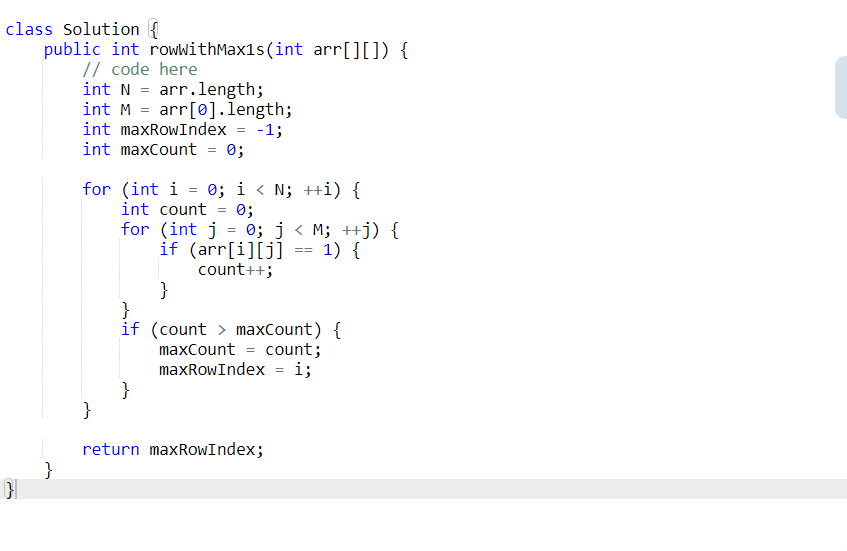 class Solution {
    public int rowWithMax1s(int arr[][]) {
        // code here
        int N = arr.length;
        int M = arr[0].length;
        int maxRowIndex = -1;
        int maxCount = 0;

        for (int i = 0; i < N; ++i) {
            int count = 0;
            for (int j = 0; j < M; ++j) {
                if (arr[i][j] == 1) {
                    count++;
                }
            }
            if (count > maxCount) {
                maxCount = count;
                maxRowIndex = i;
            }
        }

        return maxRowIndex;
    }
}